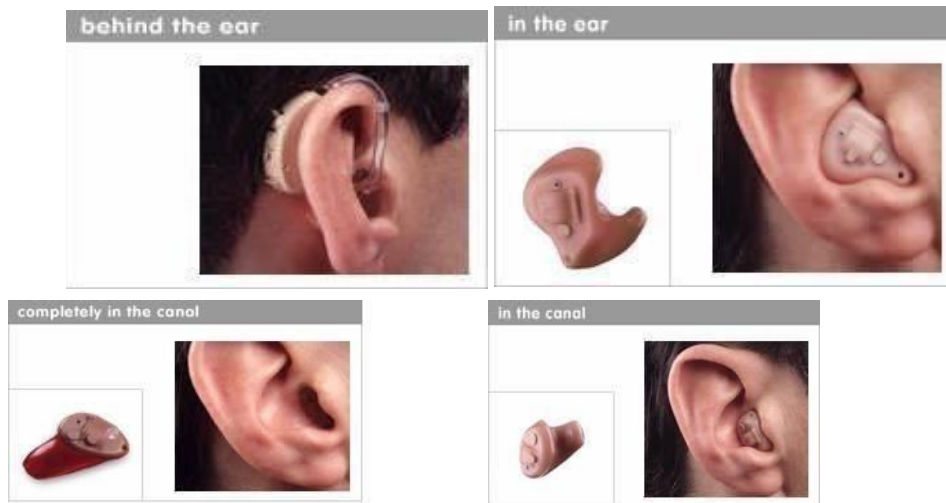 behind the ear
in the ear
completely in the canal
in the canal